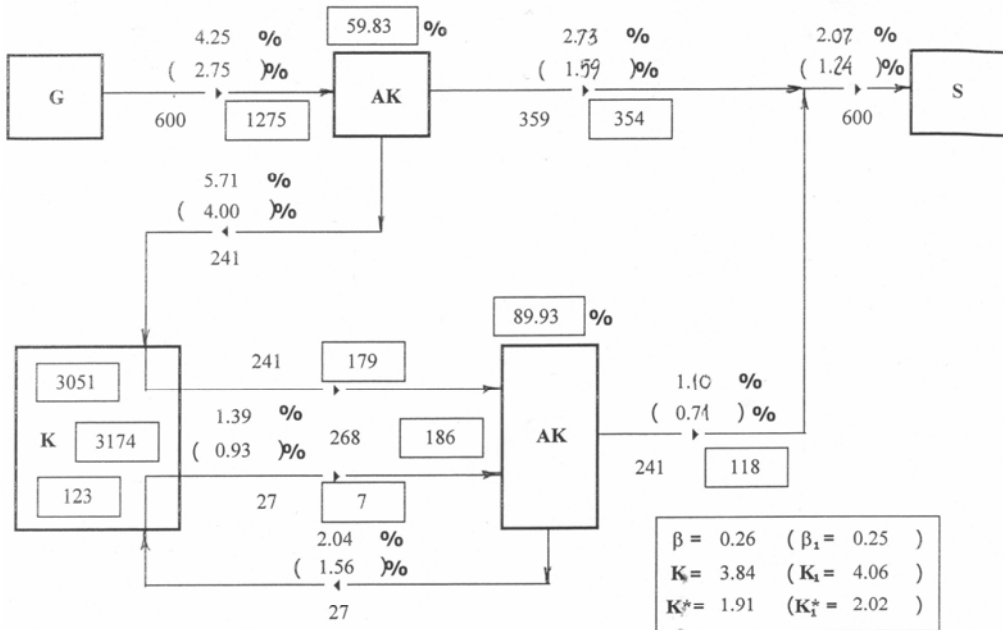 4.25 % 59.83 % 2.73 % 2.07 %
( 2.75 )% ( 1.59 )% ( 1.24 )%
G AK S
600 1275 359 354 600
5.71 %
( 4.00 )%
241
89.93 %
241 179
3051
1.39 % 1.10 %
K 3174 ( 0.93 )% 268 186 AK ( 0.71 )%
123 27 7 241 118
2.04 %
( 1.56 )%
27
β = 0.26 ( β₁ = 0.25 )
K = 3.84 ( K₁ = 4.06 )
K* = 1.91 ( K₁* = 2.02 )